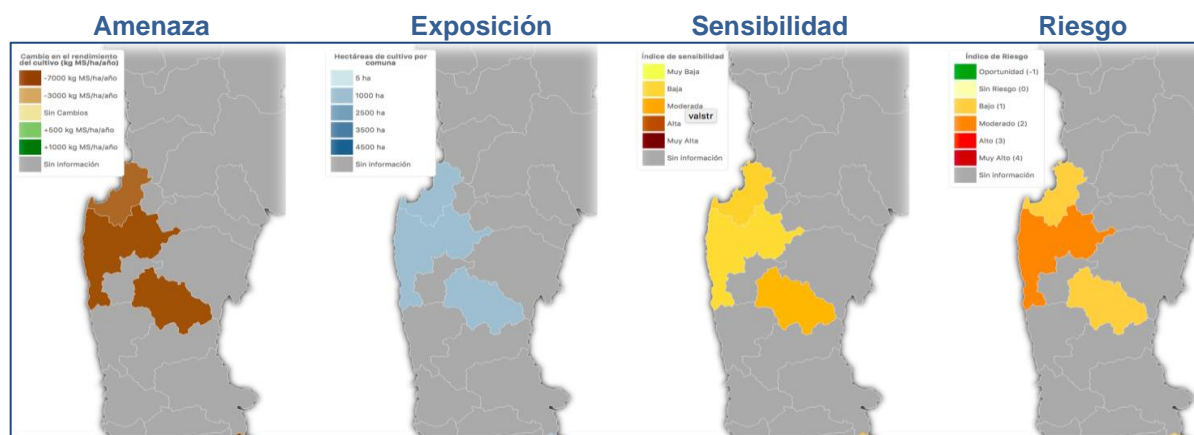 Amenaza
Exposición
Sensibilidad
Riesgo
Cambio en el rendimiento
del cultivo (kg MS/ha/año)
-7000 kg MS/ha/año
-3000 kg MS/ha/año
Sin Cambios
+500 kg MS/ha/año
+1000 kg MS/ha/año
Sin información
Hectáreas de cultivo por
comuna
5 ha
1000 ha
2500 ha
3500 ha
4500 ha
Sin información
Índice de sensibilidad
Muy Baja
Baja
Moderada
Alta
valstr
Muy Alta
Sin información
Índice de Riesgo
Oportunidad (-1)
Sin Riesgo (0)
Bajo (1)
Moderado (2)
Alto (3)
Muy Alto (4)
Sin información